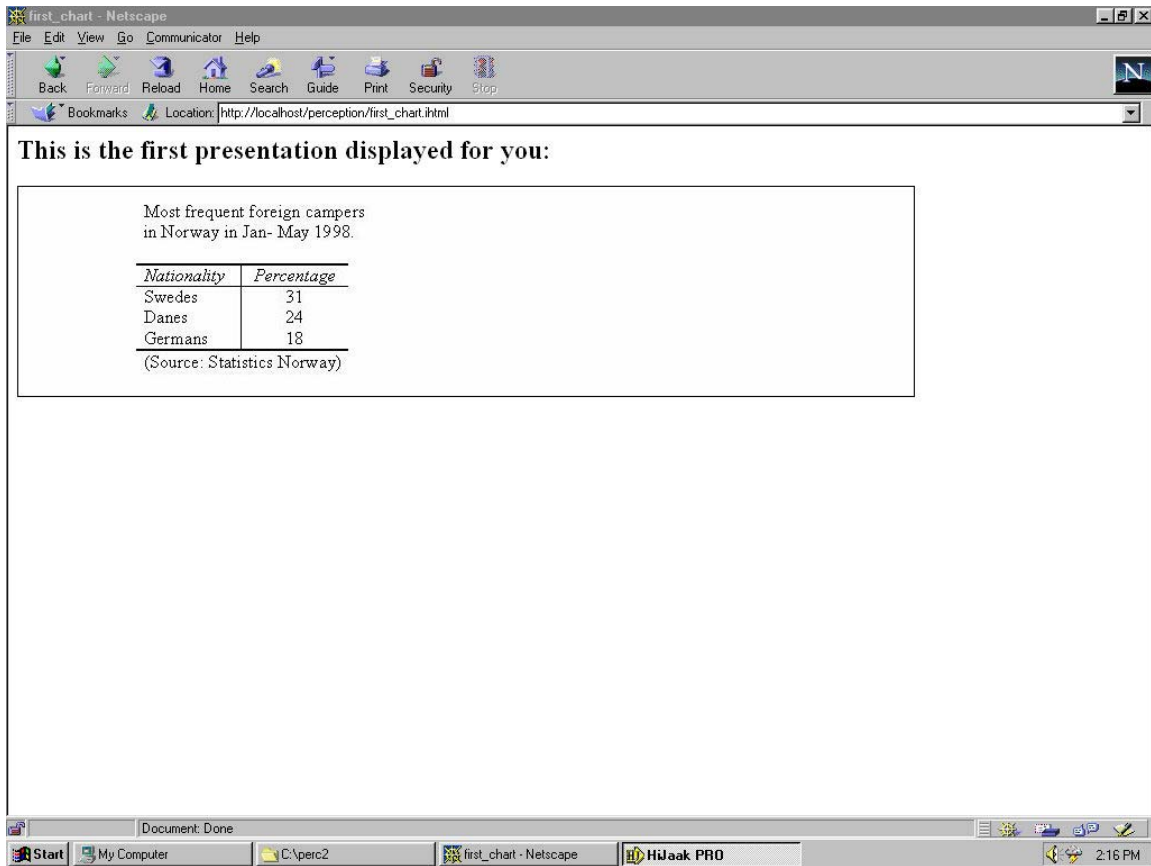 first_chart - Netscape
File Edit View Go Communicator Help
Back Forward Reload Home Search Guide Print Security Stop
N
Bookmarks Location: http://localhost/perception/first_chart.ihtml
This is the first presentation displayed for you:
Most frequent foreign campers
in Norway in Jan- May 1998.
Nationality Percentage
Swedes 31
Danes 24
Germans 18
(Source: Statistics Norway)
Document: Done
Start My Computer C:\perc2 first_chart - Netscape HiJaak PRO 2:16 PM